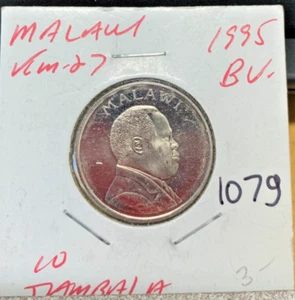 MALAWI 1995
Km-27 BU.
MALAWI
1079
10
TAMBALA
3-